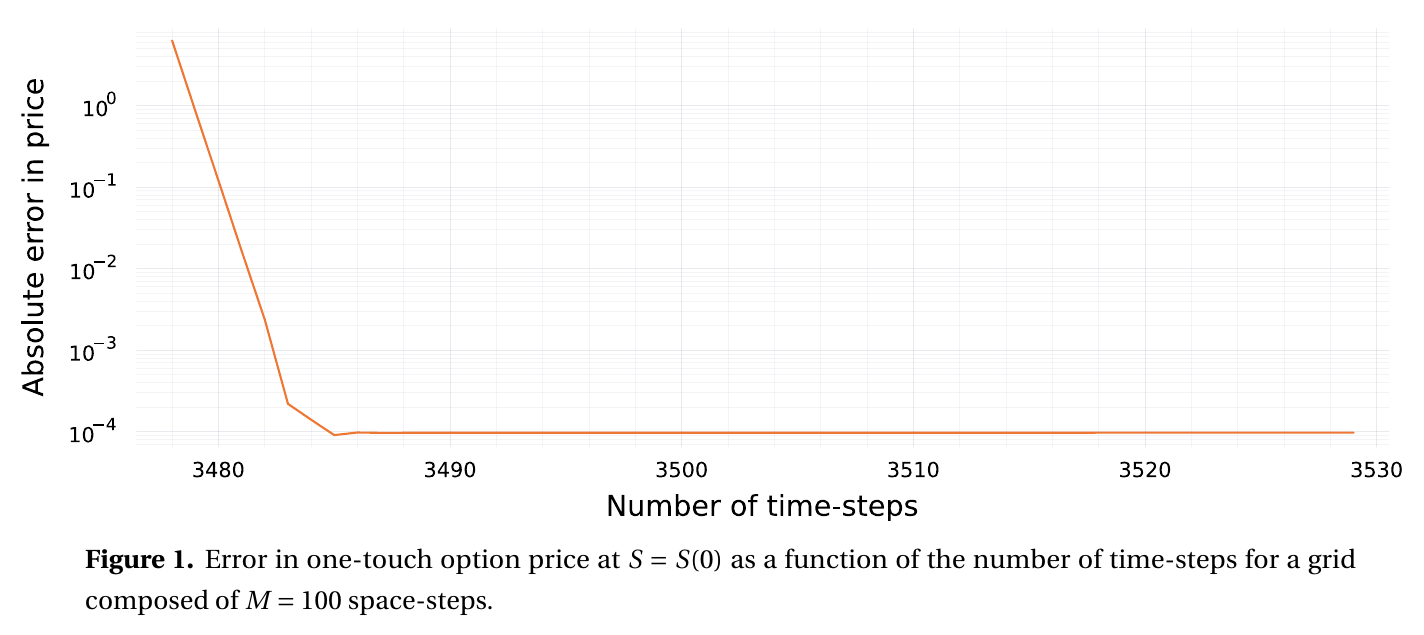 Absolute error in price
10⁰
10⁻¹
10⁻²
10⁻³
10⁻⁴
3480 3490 3500 3510 3520 3530
Number of time-steps
Figure 1. Error in one-touch option price at S = S(0) as a function of the number of time-steps for a grid
composed of M = 100 space-steps.